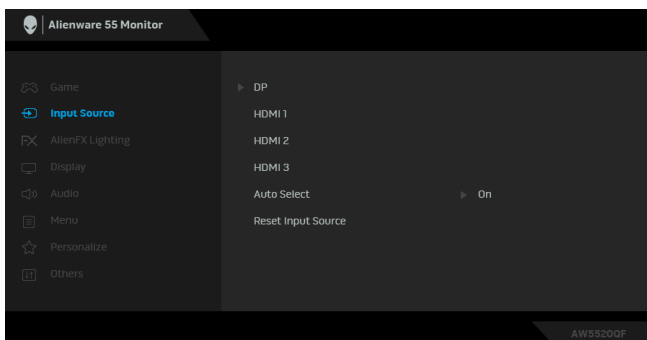 Alienware 55 Monitor
Game
Input Source
FX AlienFX Lighting
Display
Audio
Menu
Personalize
Others
DP
HDMI 1
HDMI 2
HDMI 3
Auto Select On
Reset Input Source
AW5520QF